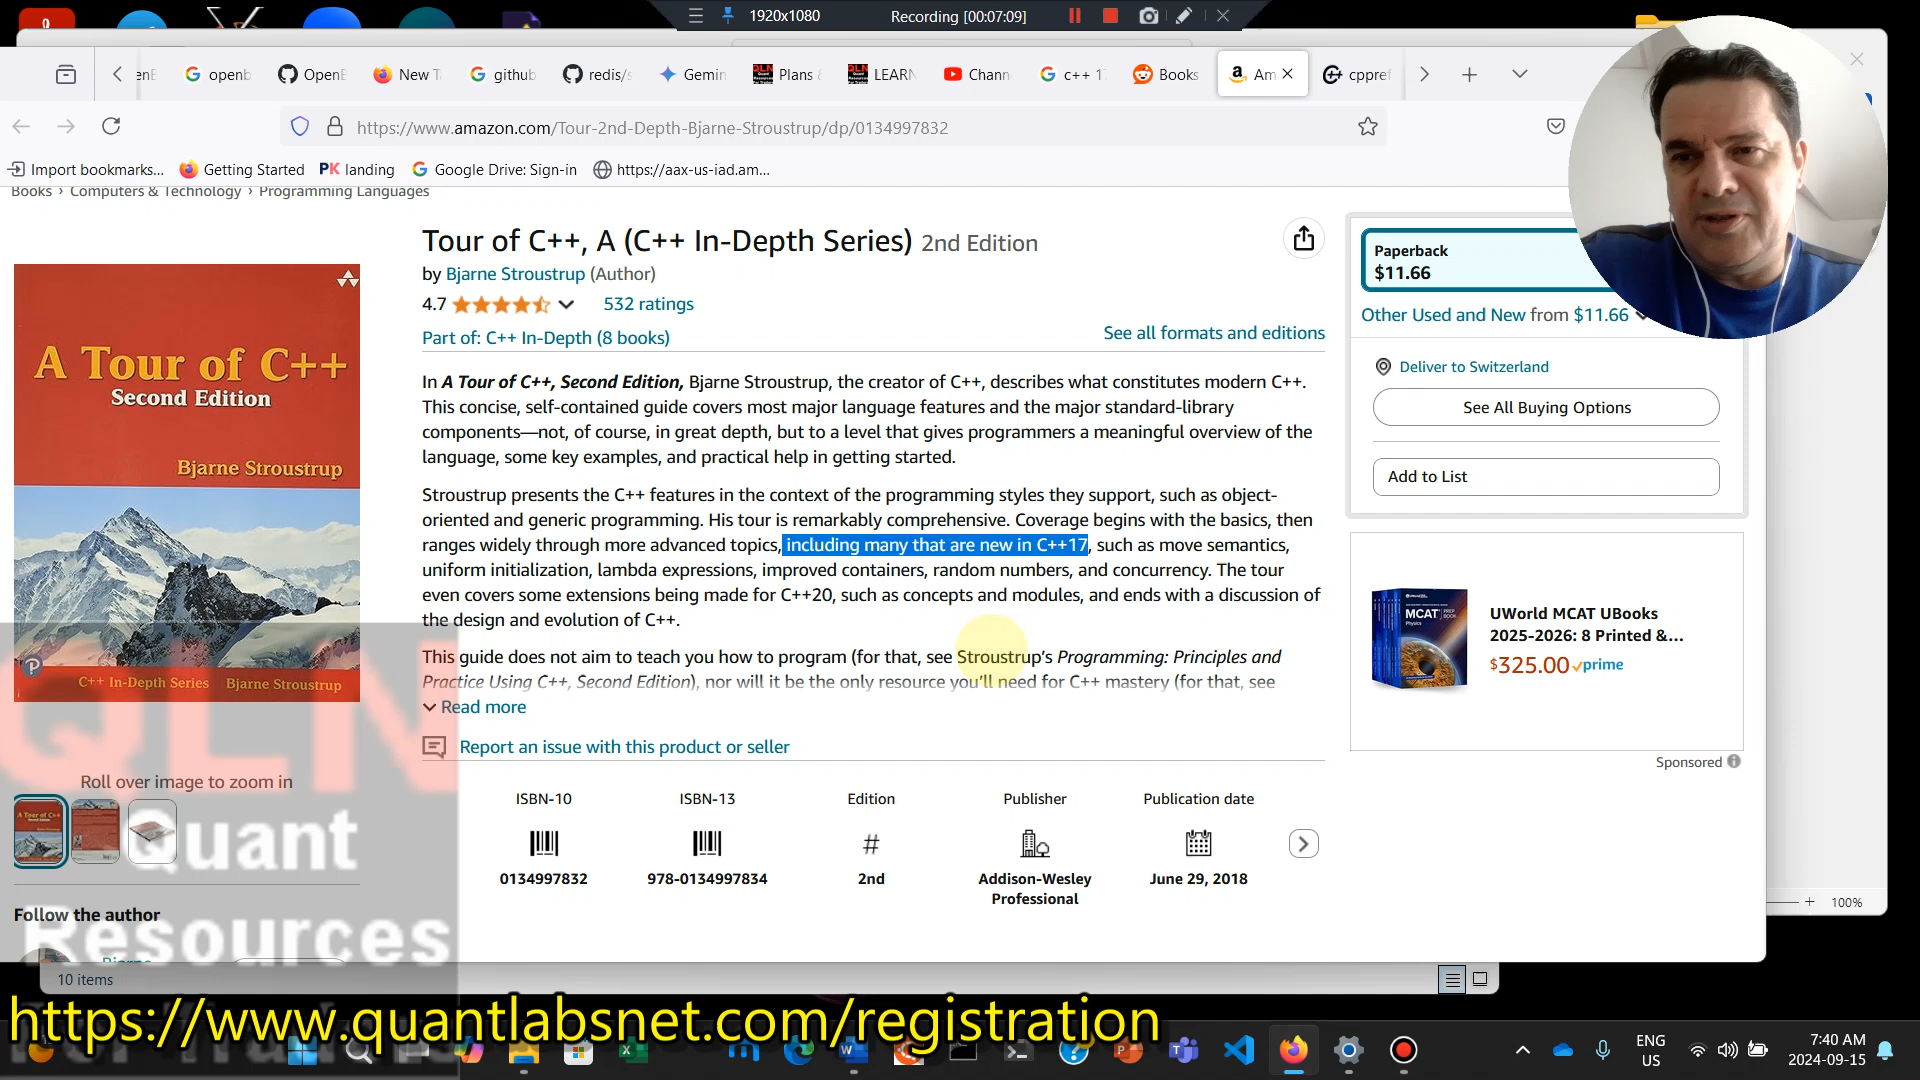 1920x1080
Recording [00:07:09]
openb
OpenE
New T
github
redis/s
Gemin
Plans &
LEARN
Chann
c++ 17
Books
Am
cppref
https://www.amazon.com/Tour-2nd-Depth-Bjarne-Stroustrup/dp/0134997832
Import bookmarks...
Getting Started
PK landing
Google Drive: Sign-in
https://aax-us-iad.am...
Books › Computers & Technology › Programming Languages
Tour of C++, A (C++ In-Depth Series) 2nd Edition
by Bjarne Stroustrup (Author)
4.7
532 ratings
Part of: C++ In-Depth (8 books)
See all formats and editions
In A Tour of C++, Second Edition, Bjarne Stroustrup, the creator of C++, describes what constitutes modern C++.
This concise, self-contained guide covers most major language features and the major standard-library
components—not, of course, in great depth, but to a level that gives programmers a meaningful overview of the
language, some key examples, and practical help in getting started.
Stroustrup presents the C++ features in the context of the programming styles they support, such as object-
oriented and generic programming. His tour is remarkably comprehensive. Coverage begins with the basics, then
ranges widely through more advanced topics, including many that are new in C++17, such as move semantics,
uniform initialization, lambda expressions, improved containers, random numbers, and concurrency. The tour
even covers some extensions being made for C++20, such as concepts and modules, and ends with a discussion of
the design and evolution of C++.
This guide does not aim to teach you how to program (for that, see Stroustrup's Programming: Principles and
Practice Using C++, Second Edition), nor will it be the only resource you'll need for C++ mastery (for that, see
Read more
Report an issue with this product or seller
ISBN-10
0134997832
ISBN-13
978-0134997834
Edition
#
2nd
Publisher
Addison-Wesley
Professional
Publication date
June 29, 2018
A Tour of C++
Second Edition
Bjarne Stroustrup
C++ In-Depth Series Bjarne Stroustrup
Roll over image to zoom in
Follow the author
Bjarne
Paperback
$11.66
Other Used and New from $11.66
Deliver to Switzerland
See All Buying Options
Add to List
MCAT
UWorld MCAT UBooks
2025-2026: 8 Printed &...
$325.00 prime
Sponsored
QLN
Quant
Resources
10 items
100%
https://www.quantlabsnet.com/registration
ENG
US
7:40 AM
2024-09-15